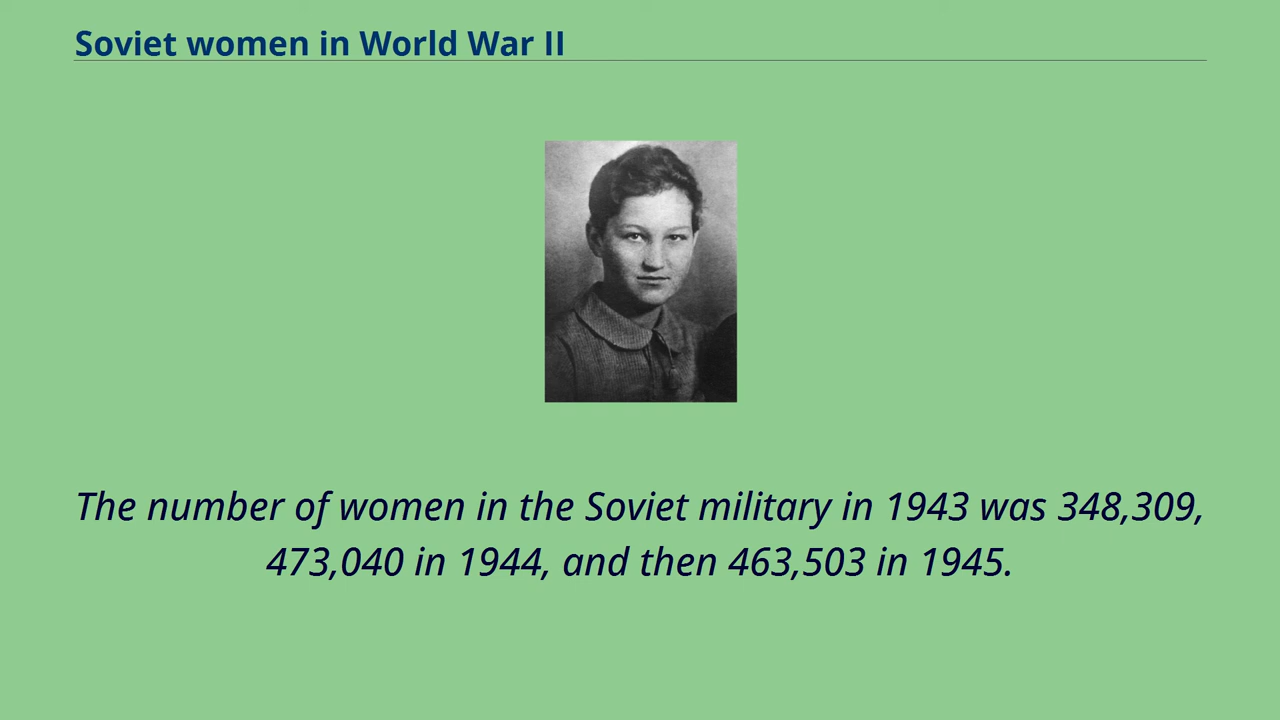 Soviet women in World War II
The number of women in the Soviet military in 1943 was 348,309,
473,040 in 1944, and then 463,503 in 1945.